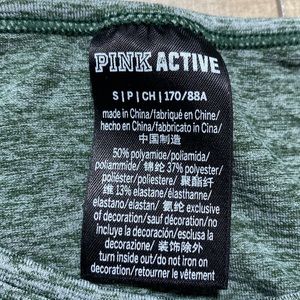 PINK ACTIVE
S | P | CH | 170/88A
made in China/fabriqué en Chine/
hecho en China/fabbricato in Cina/
中国制造
50% polyamide/poliamida/
poliammide/ 锦纶 37% polyester/
poliéster/poliestere/ 聚酯纤
维 13% elastane/élasthanne/
elastano/elastan/ 氨纶 exclusive
of decoration/sauf décoration/no
incluye la decoración/esclusa la
decorazione/ 装饰除外
turn inside out/do not iron on
decoration/retourner le vêtement